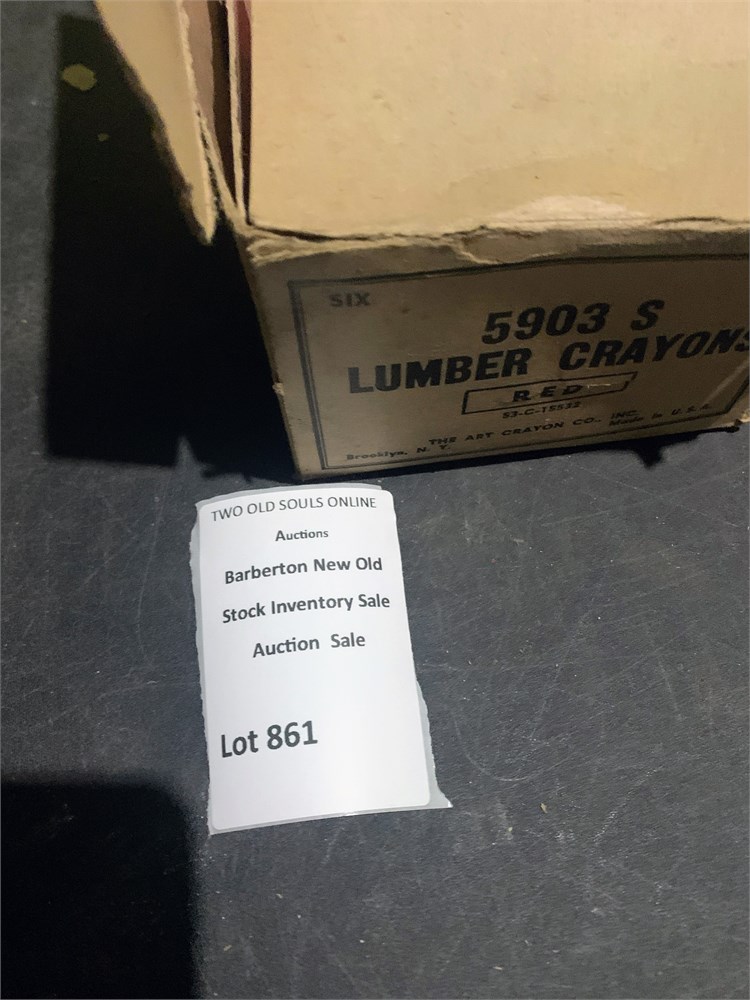 SIX
5903 S
LUMBER CRAYONS
RED
53-C-15532
THE ART CRAYON CO., INC.
Brooklyn, N. Y.
Made in U.S.A.
TWO OLD SOULS ONLINE
Auctions
Barberton New Old
Stock Inventory Sale
Auction Sale
Lot 861